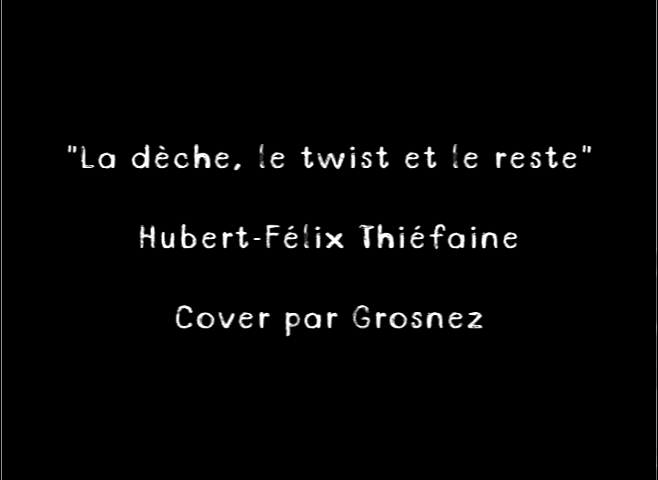 "La dèche, le twist et le reste"
Hubert-Félix Thiéfaine
Cover par Grosnez